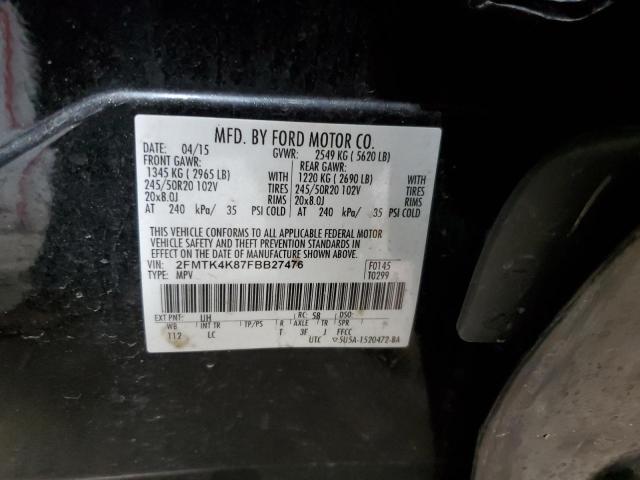 MFD. BY FORD MOTOR CO.
DATE: 04/15 GVWR: 2549 KG ( 5620 LB)
FRONT GAWR: REAR GAWR:
1345 KG ( 2965 LB) WITH 1220 KG ( 2690 LB) WITH
245/50R20 102V TIRES 245/50R20 102V TIRES
20x8.0J RIMS 20x8.0J RIMS
AT 240 kPa/ 35 PSI COLD AT 240 kPa/ 35 PSI COLD
THIS VEHICLE CONFORMS TO ALL APPLICABLE FEDERAL MOTOR
VEHICLE SAFETY AND THEFT PREVENTION STANDARDS IN
EFFECT ON THE DATE OF MANUFACTURE SHOWN ABOVE.
VIN: 2FMTK4K87FBB27476 F0145
TYPE: MPV T0299
EXT PNT: UH RC: 58 DSO:
WB INT TR TP/PS R AXLE TR SPR
112 LC T 3F J FFCC
UTC 5U5A-1520472-BA